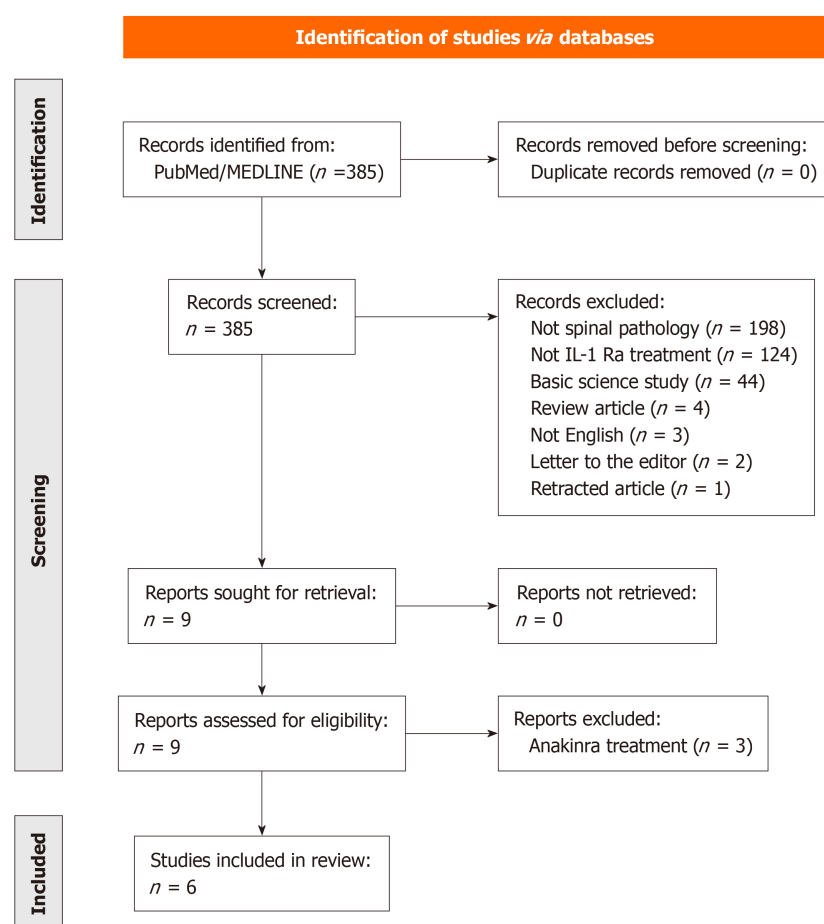 Identification of studies via databases
Identification
Records identified from:
PubMed/MEDLINE (n =385)
Records removed before screening:
Duplicate records removed (n = 0)
Screening
Records screened:
n = 385
Records excluded:
Not spinal pathology (n = 198)
Not IL-1 Ra treatment (n = 124)
Basic science study (n = 44)
Review article (n = 4)
Not English (n = 3)
Letter to the editor (n = 2)
Retracted article (n = 1)
Reports sought for retrieval:
n = 9
Reports not retrieved:
n = 0
Reports assessed for eligibility:
n = 9
Reports excluded:
Anakinra treatment (n = 3)
Included
Studies included in review:
n = 6